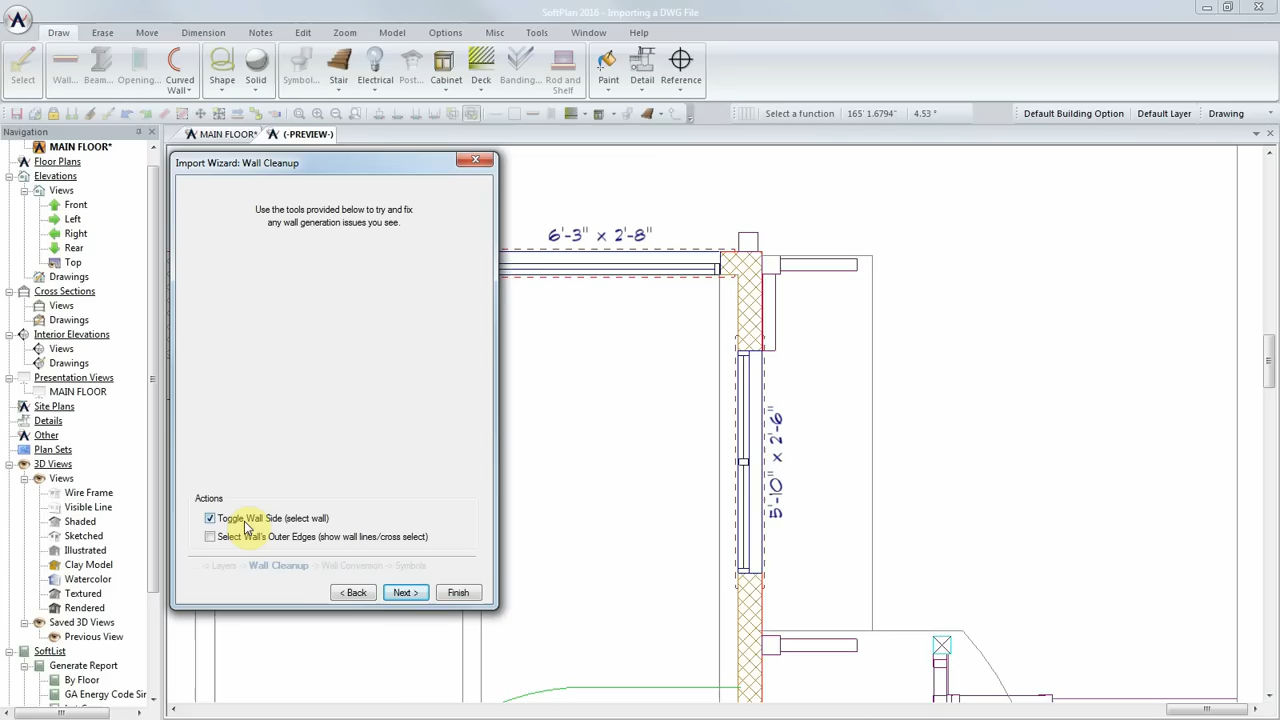 SoftPlan 2016 - Importing a DWG File
Draw Erase Move Dimension Notes Edit Zoom Model Options Misc Tools Window Help
Select Wall... Beam... Opening... Curved Wall Shape Solid Symbol... Stair Electrical Post... Cabinet Deck Banding... Rod and Shelf Paint Detail Reference
Select a function 165' 1.6794" 4.53 ° Default Building Option Default Layer Drawing
Navigation
MAIN FLOOR* (-PREVIEW-)
MAIN FLOOR*
Floor Plans
Elevations
Views
Front
Left
Right
Rear
Top
Drawings
Cross Sections
Views
Drawings
Interior Elevations
Views
Drawings
Presentation Views
MAIN FLOOR
Site Plans
Details
Other
Plan Sets
3D Views
Views
Wire Frame
Visible Line
Shaded
Sketched
Illustrated
Clay Model
Watercolor
Textured
Rendered
Saved 3D Views
Previous View
SoftList
Generate Report
By Floor
GA Energy Code Sir
Import Wizard: Wall Cleanup
Use the tools provided below to try and fix
any wall generation issues you see.
Actions
Toggle Wall Side (select wall)
Select Wall's Outer Edges (show wall lines/cross select)
... -> Layers -> Wall Cleanup -> Wall Conversion -> Symbols
< Back Next > Finish
6'-3" x 2'-8"
5'-10" x 2'-6"